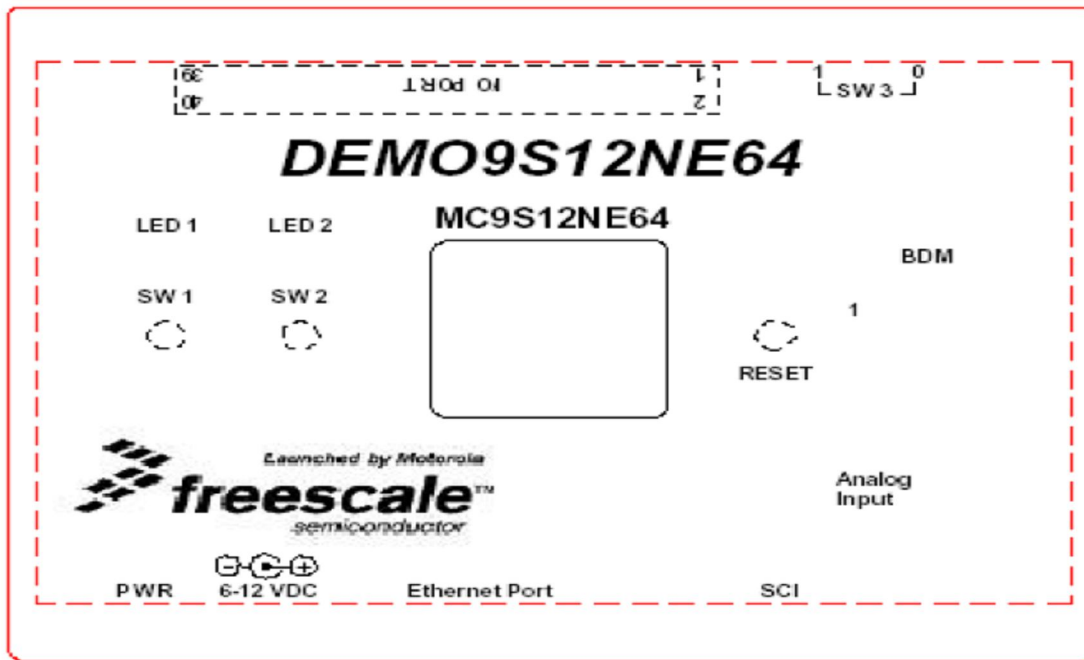 39 IO PORT 1
40 2
1 SW 3 0
DEMO9S12NE64
MC9S12NE64
LED 1 LED 2
BDM
SW 1 SW 2
1
RESET
Launched by Motorola
freescale™
semiconductor
Analog
Input
PWR 6-12 VDC Ethernet Port SCI